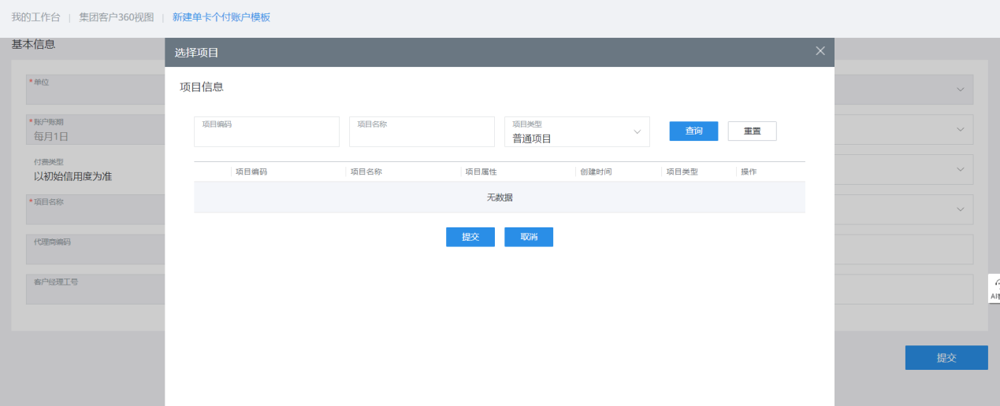 我的工作台 | 集团客户360视图 | 新建单卡个付账户模板
基本信息
选择项目
项目信息
*单位
*账户账期
每月1日
付费类型
以初始信用度为准
*项目名称
代理商编码
客户经理工号
项目编码
项目名称
项目类型
普通项目
查询
重置
项目编码 项目名称 项目属性 创建时间 项目类型 操作
无数据
提交 取消
AI
提交